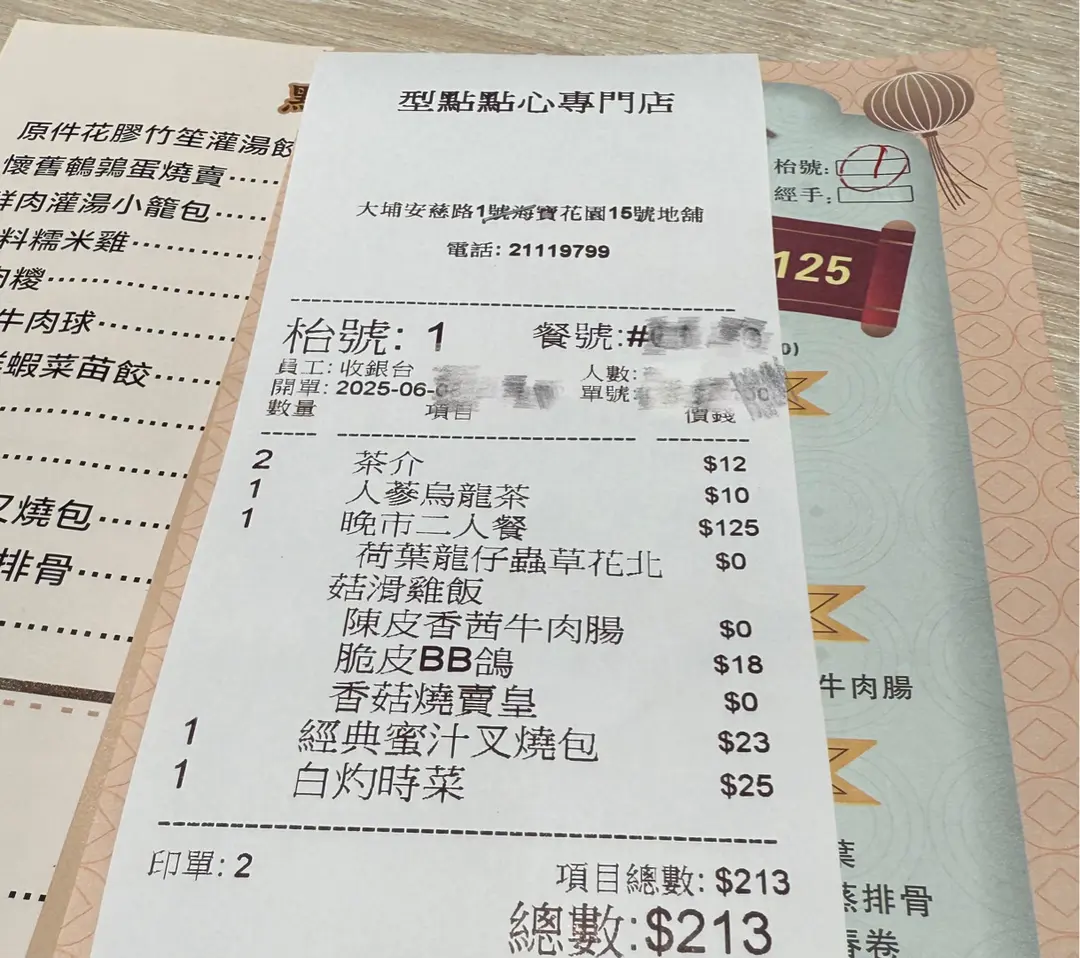 型點點心專門店
大埔安慈路1號海寶花園15號地舖
電話: 21119799
枱號: 1 餐號:#
員工: 收銀台 人數:
開單: 2025-06- 單號:
數量 項目 價錢
2 茶介 $12
1 人蔘烏龍茶 $10
1 晚市二人餐 $125
荷葉龍仔蟲草花北 $0
菇滑雞飯
陳皮香茜牛肉腸 $0
脆皮BB鴿 $18
香菇燒賣皇 $0
1 經典蜜汁叉燒包 $23
1 白灼時菜 $25
印單: 2
項目總數: $213
總數:$213
原件花膠竹笙灌湯餃
懷舊鵪鶉蛋燒賣......
鮮肉灌湯小籠包.....
料糯米雞
肉糭
牛肉球
蝦菜苗餃
叉燒包
排骨
枱號: 1
經手:
125
牛肉腸
葉
蒸排骨
春卷